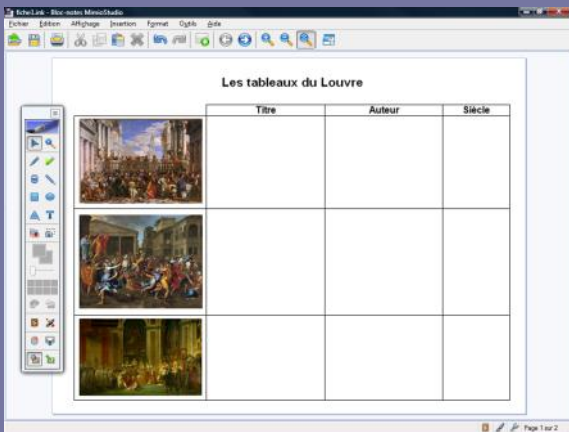 fiche1.ink - Bloc-notes MimioStudio
Fichier Edition Affichage Insertion Format Outils Aide
Les tableaux du Louvre
Titre Auteur Siècle
T
Page 1 sur 2